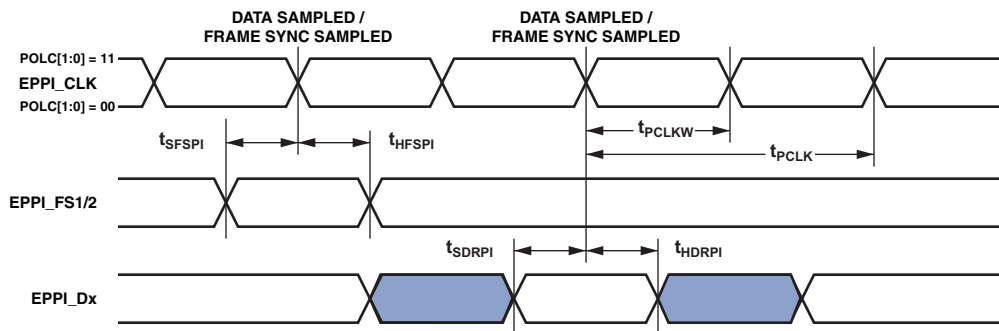 DATA SAMPLED /
FRAME SYNC SAMPLED
DATA SAMPLED /
FRAME SYNC SAMPLED
POLC[1:0] = 11
EPPI_CLK
POLC[1:0] = 00
tSFSPI
tHFSPI
tPCLKW
tPCLK
EPPI_FS1/2
tSDRPI
tHDRPI
EPPI_Dx